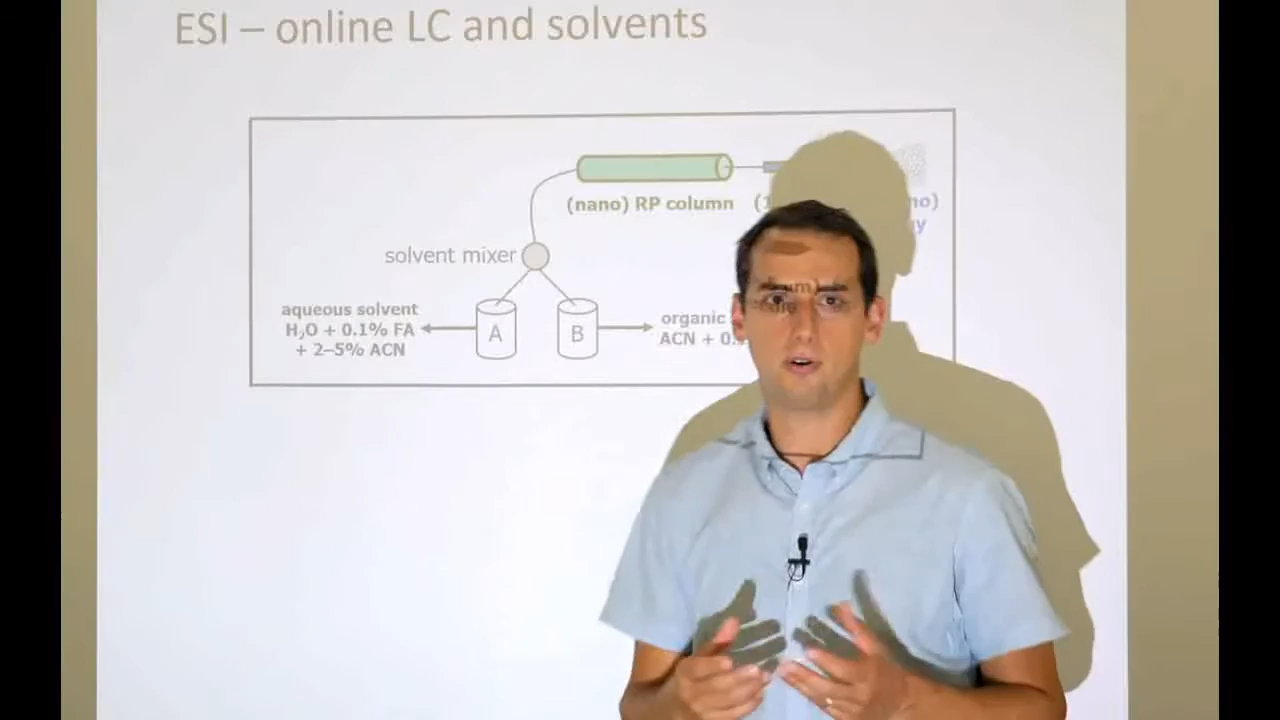 ESI – online LC and solvents
(nano) RP column
solvent mixer
aqueous solvent
H₂O + 0.1% FA
+ 2–5% ACN
A
B
organic
ACN +